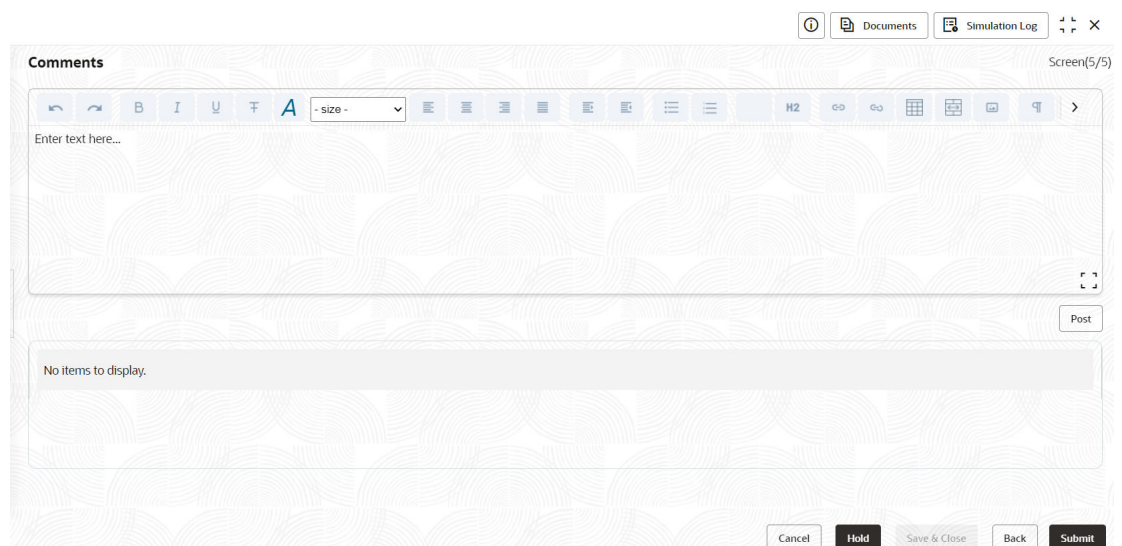 Documents Simulation Log
Comments Screen(5/5)
B I U T A - size - H2
Enter text here...
Post
No items to display.
Cancel Hold Save & Close Back Submit